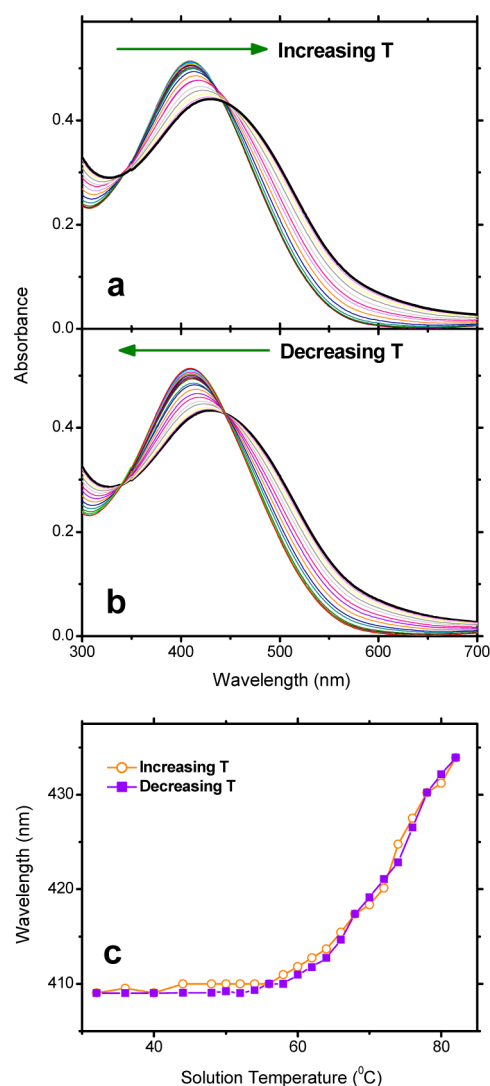 Increasing T
0.4
0.2
a
0.0
Absorbance
Decreasing T
0.4
0.2
b
0.0
300 400 500 600 700
Wavelength (nm)
Increasing T
Decreasing T
430
420
410
Wavelength (nm)
c
40 60 80
Solution Temperature (⁰C)